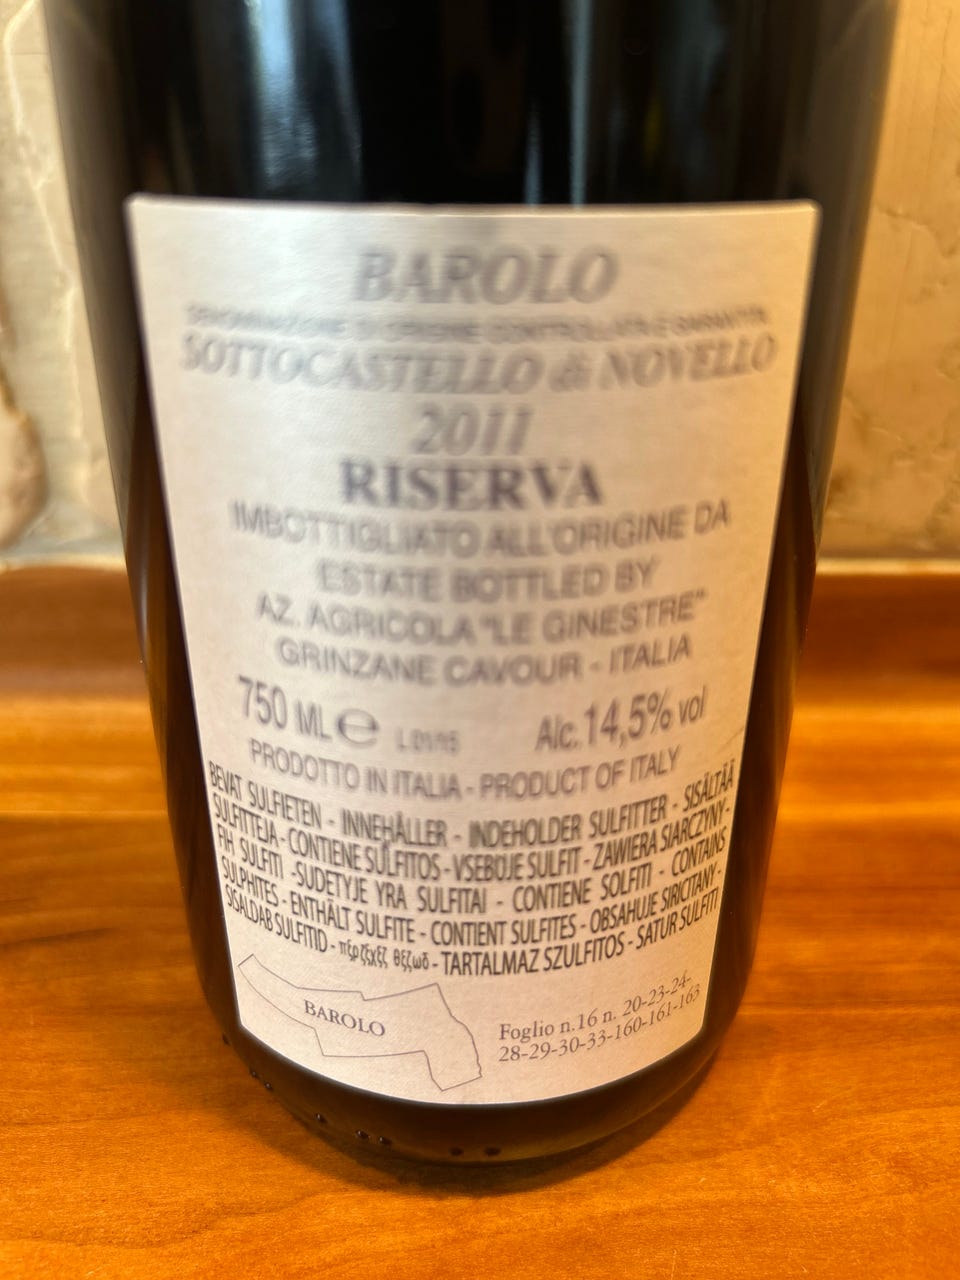 BAROLO
DENOMINAZIONE DI ORIGINE CONTROLLATA E GARANTITA
SOTTOCASTELLO di NOVELLO
2011
RISERVA
IMBOTTIGLIATO ALL'ORIGINE DA
ESTATE BOTTLED BY
AZ. AGRICOLA "LE GINESTRE"
GRINZANE CAVOUR - ITALIA
750 ML ℮ Alc. 14,5% vol
PRODOTTO IN ITALIA - PRODUCT OF ITALY
BEVAT SULFIETEN - INNEHÅLLER - INDEHOLDER SULFITTER - SISÄLTÄÄ
SULFITTEJA - CONTIENE SULFITOS - VSEBUJE SULFIT - ZAWIERA SIARCZYNY -
FIH SULFITI -SUDETYJE YRA SULFITAI - CONTIENE SOLFITI - CONTAINS
SULPHITES - ENTHÄLT SULFITE - CONTIENT SULFITES - OBSAHUJE SIRICITANY-
SISALDAB SULFITID - - TARTALMAZ SZULFITOS - SATUR SULFITI
BAROLO
Foglio n.16 n. 20-23-24-
28-29-30-33-160-161-163